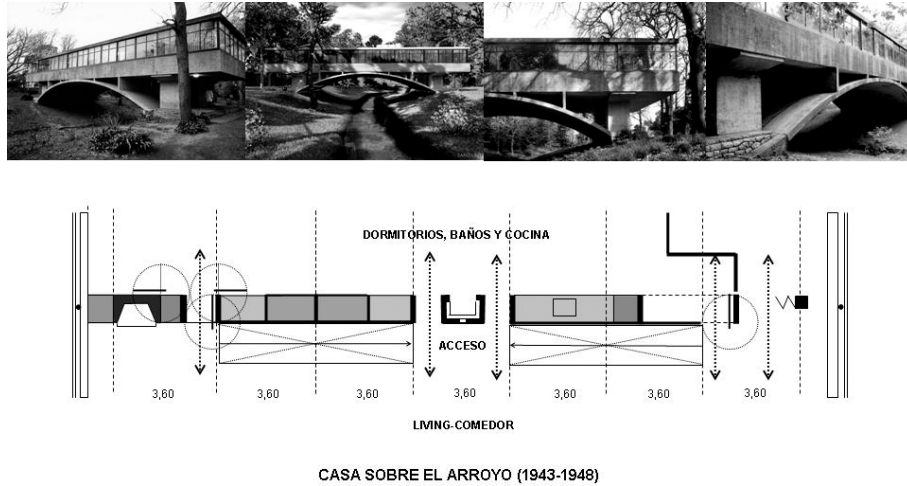 DORMITORIOS, BAÑOS Y COCINA
ACCESO
3,60 3,60 3,60 3,60 3,60 3,60 3,60
LIVING-COMEDOR
CASA SOBRE EL ARROYO (1943-1948)